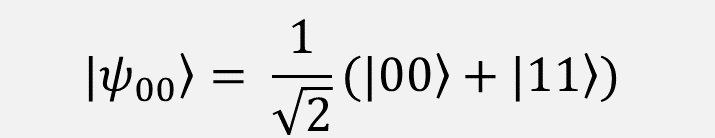 |ψ₀₀⟩ = 1/√2 (|00⟩ + |11⟩)